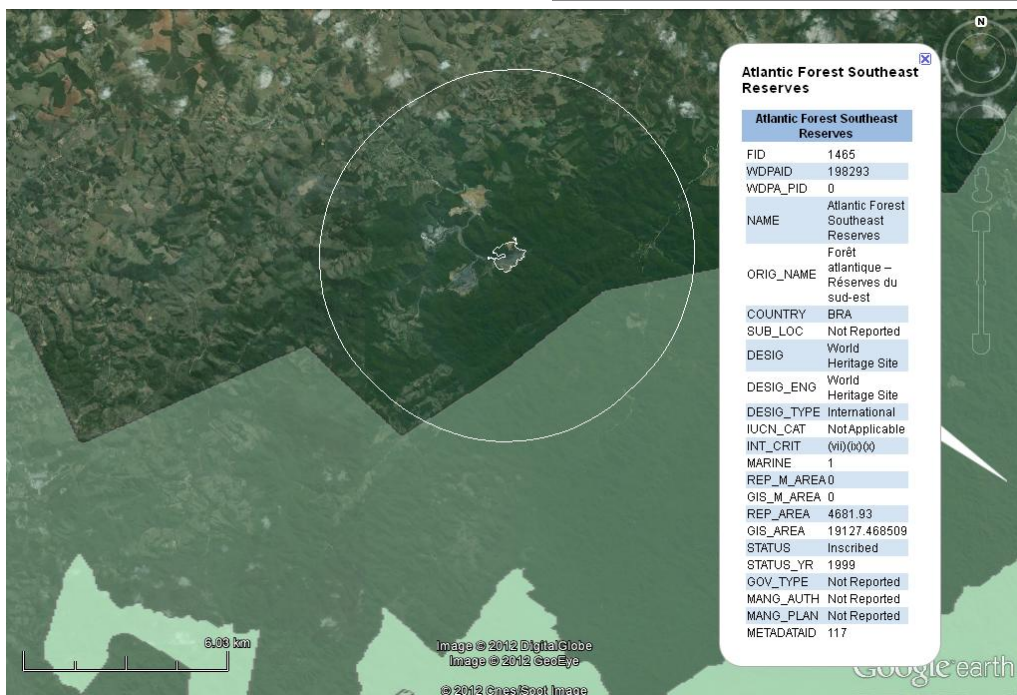 N
Atlantic Forest Southeast
Reserves
Atlantic Forest Southeast
Reserves
FID 1465
WDPAID 198293
WDPA_PID 0
NAME Atlantic Forest
Southeast
Reserves
ORIG_NAME Forêt
atlantique –
Réserves du
sud-est
COUNTRY BRA
SUB_LOC Not Reported
DESIG World
Heritage Site
DESIG_ENG World
Heritage Site
DESIG_TYPE International
IUCN_CAT Not Applicable
INT_CRIT (vii)(ix)(x)
MARINE 1
REP_M_AREA 0
GIS_M_AREA 0
REP_AREA 4681.93
GIS_AREA 19127.468509
STATUS Inscribed
STATUS_YR 1999
GOV_TYPE Not Reported
MANG_AUTH Not Reported
MANG_PLAN Not Reported
METADATAID 117
6.03 km
Image © 2012 DigitalGlobe
Image © 2012 GeoEye
© 2012 Cnes/Spot Image
Google earth